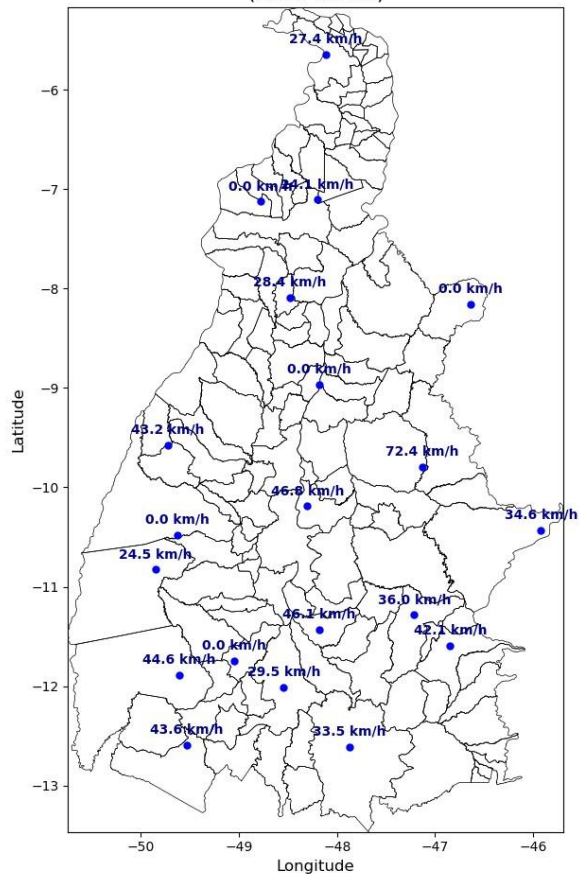 27.4 km/h
0.0 km/h
28.4 km/h
0.0 km/h
0.0 km/h
43.2 km/h
72.4 km/h
46.8 km/h
0.0 km/h
34.6 km/h
24.5 km/h
36.0 km/h
46.1 km/h
42.1 km/h
0.0 km/h
44.6 km/h
29.5 km/h
43.6 km/h
33.5 km/h
−6
−7
−8
−9
−10
−11
−12
−13
Latitude
−50
−49
−48
−47
−46
Longitude